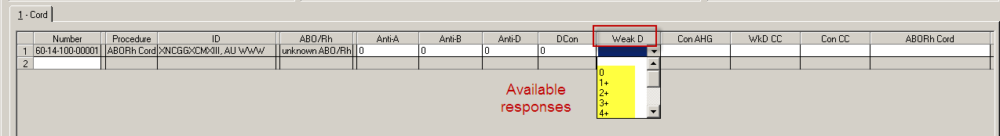 1 - Cord
Number Procedure ID ABO/Rh Anti-A Anti-B Anti-D DCon Weak D Con AHG WkD CC Con CC ABORh Cord
1 60-14-100-00001 ABORh Cord XNCGGXCMXIII, AU WWW unknown ABO/Rh 0 0 0 0
2
0
1+
2+
3+
4+
Available
responses